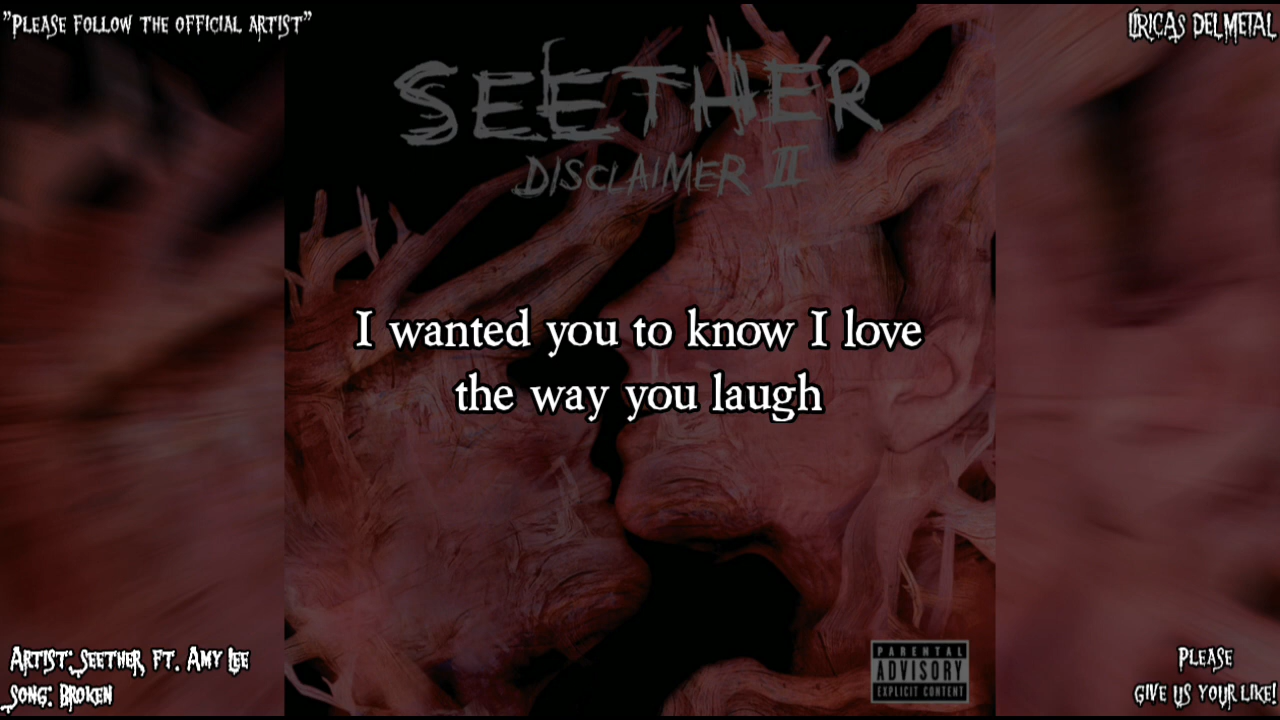 "Please follow the official artist"
Líricas del Metal
SEETHER
DISCLAIMER II
I wanted you to know I love
the way you laugh
Artist: Seether ft. Amy Lee
Song: Broken
PARENTAL
ADVISORY
EXPLICIT CONTENT
Please
give us your like!